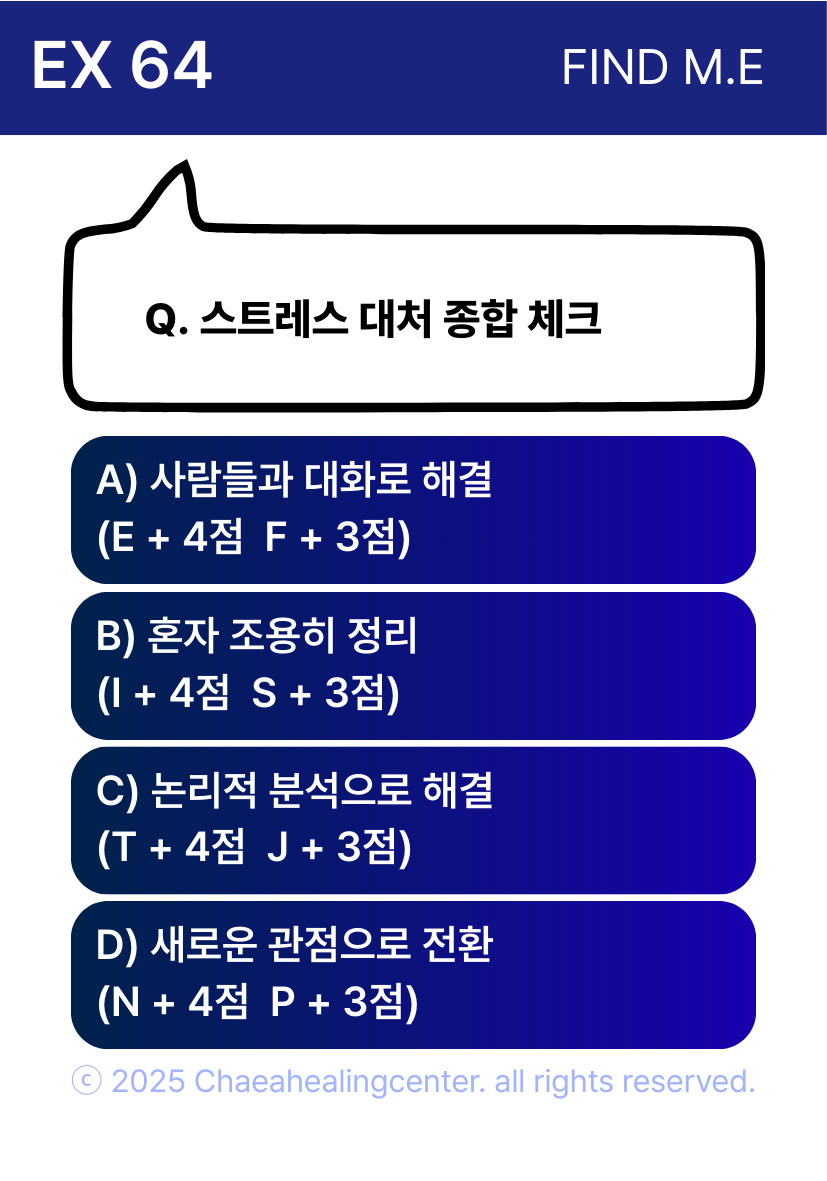 EX 64
FIND M.E
Q. 스트레스 대처 종합 체크
A) 사람들과 대화로 해결
(E + 4점 F + 3점)
B) 혼자 조용히 정리
(I + 4점 S + 3점)
C) 논리적 분석으로 해결
(T + 4점 J + 3점)
D) 새로운 관점으로 전환
(N + 4점 P + 3점)
ⓒ 2025 Chaeahealingcenter. all rights reserved.